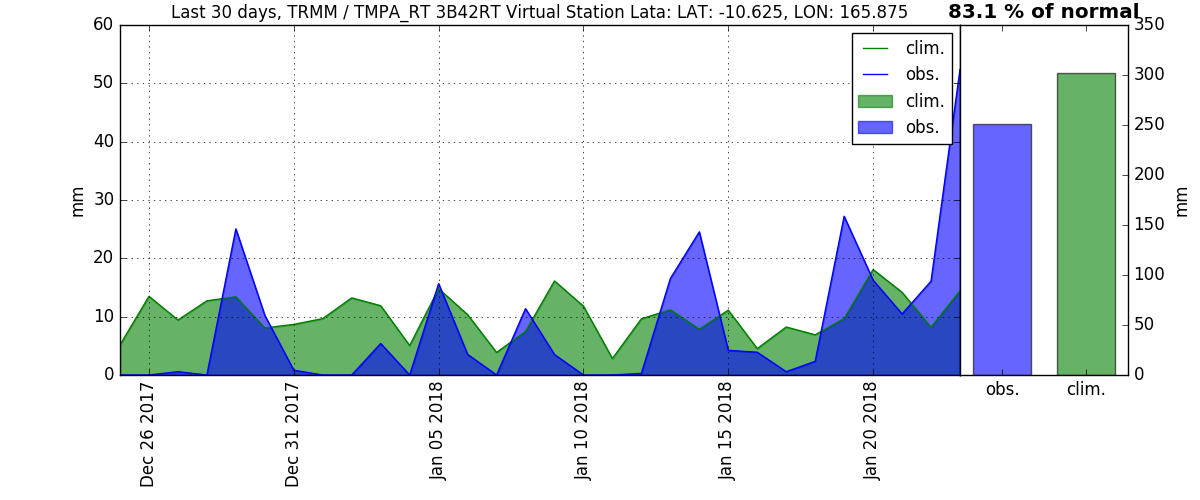 Last 30 days, TRMM / TMPA_RT 3B42RT Virtual Station Lata: LAT: -10.625, LON: 165.875
83.1 % of normal
60
50
40
30
20
10
0
mm
clim.
obs.
clim.
obs.
Dec 26 2017
Dec 31 2017
Jan 05 2018
Jan 10 2018
Jan 15 2018
Jan 20 2018
350
300
250
200
150
100
50
0
mm
obs.
clim.